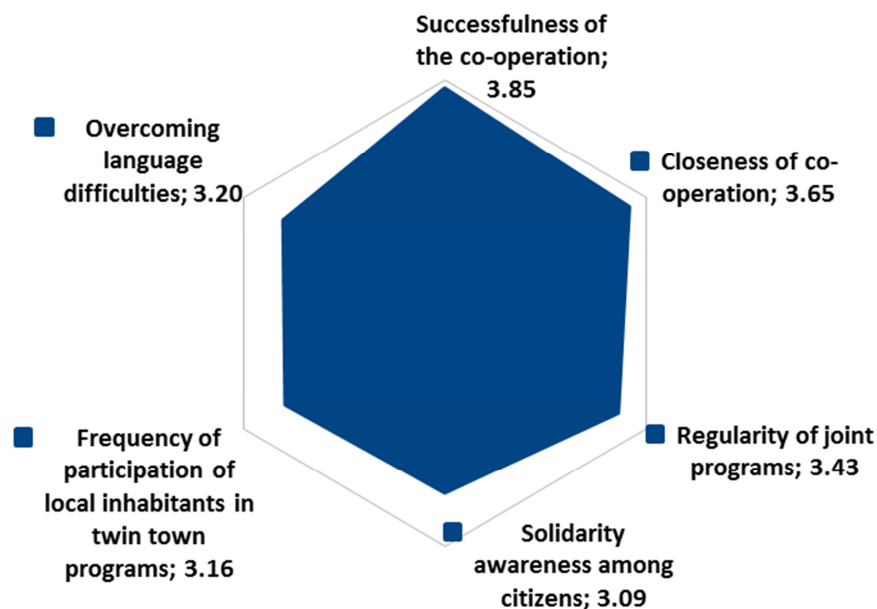 Successfulness of
the co-operation;
3.85
Closeness of co-
operation; 3.65
Regularity of joint
programs; 3.43
Solidarity
awareness among
citizens; 3.09
Frequency of
participation of
local inhabitants in
twin town
programs; 3.16
Overcoming
language
difficulties; 3.20